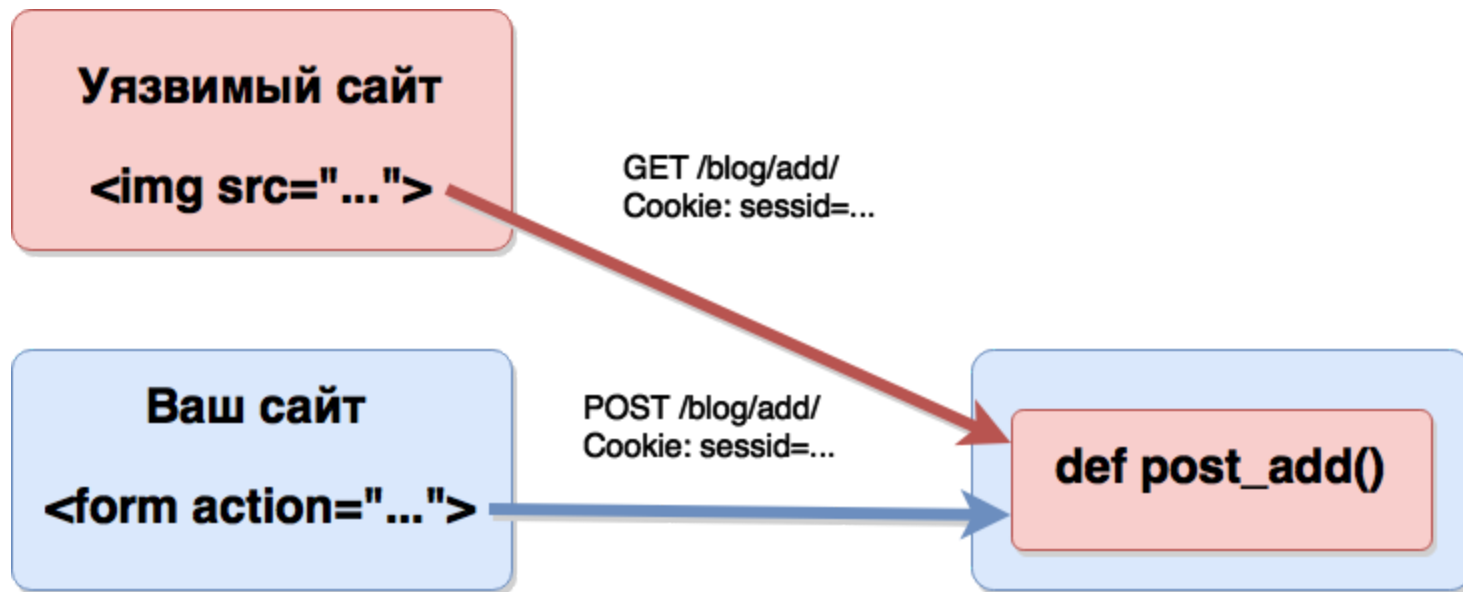 Уязвимый сайт
<img src="...">
GET /blog/add/
Cookie: sessid=...
Ваш сайт
<form action="...">
POST /blog/add/
Cookie: sessid=...
def post_add()